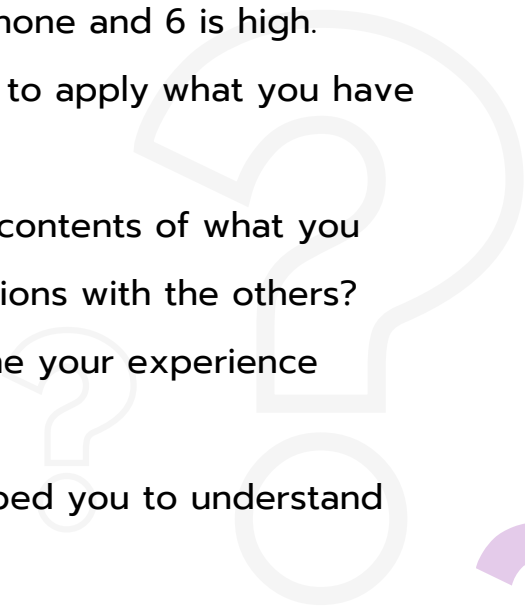 none and 6 is high.
to apply what you have
contents of what you
ions with the others?
e your experience
ped you to understand